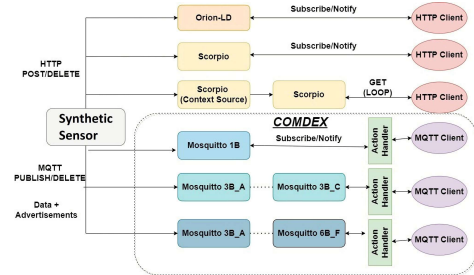 Orion-LD
Subscribe/Notify
HTTP Client
HTTP
POST/DELETE
Scorpio
Subscribe/Notify
HTTP Client
Scorpio
(Context Source)
Scorpio
GET
(LOOP)
HTTP Client
Synthetic
Sensor
COMDEX
Mosquitto 1B
Subscribe/Notify
Action
Handler
MQTT Client
MQTT
PUBLISH/DELETE
Mosquitto 3B_A
Mosquitto 3B_C
Action
Handler
MQTT Client
Data +
Advertisements
Mosquitto 3B_A
Mosquitto 6B_F
Action
Handler
MQTT Client